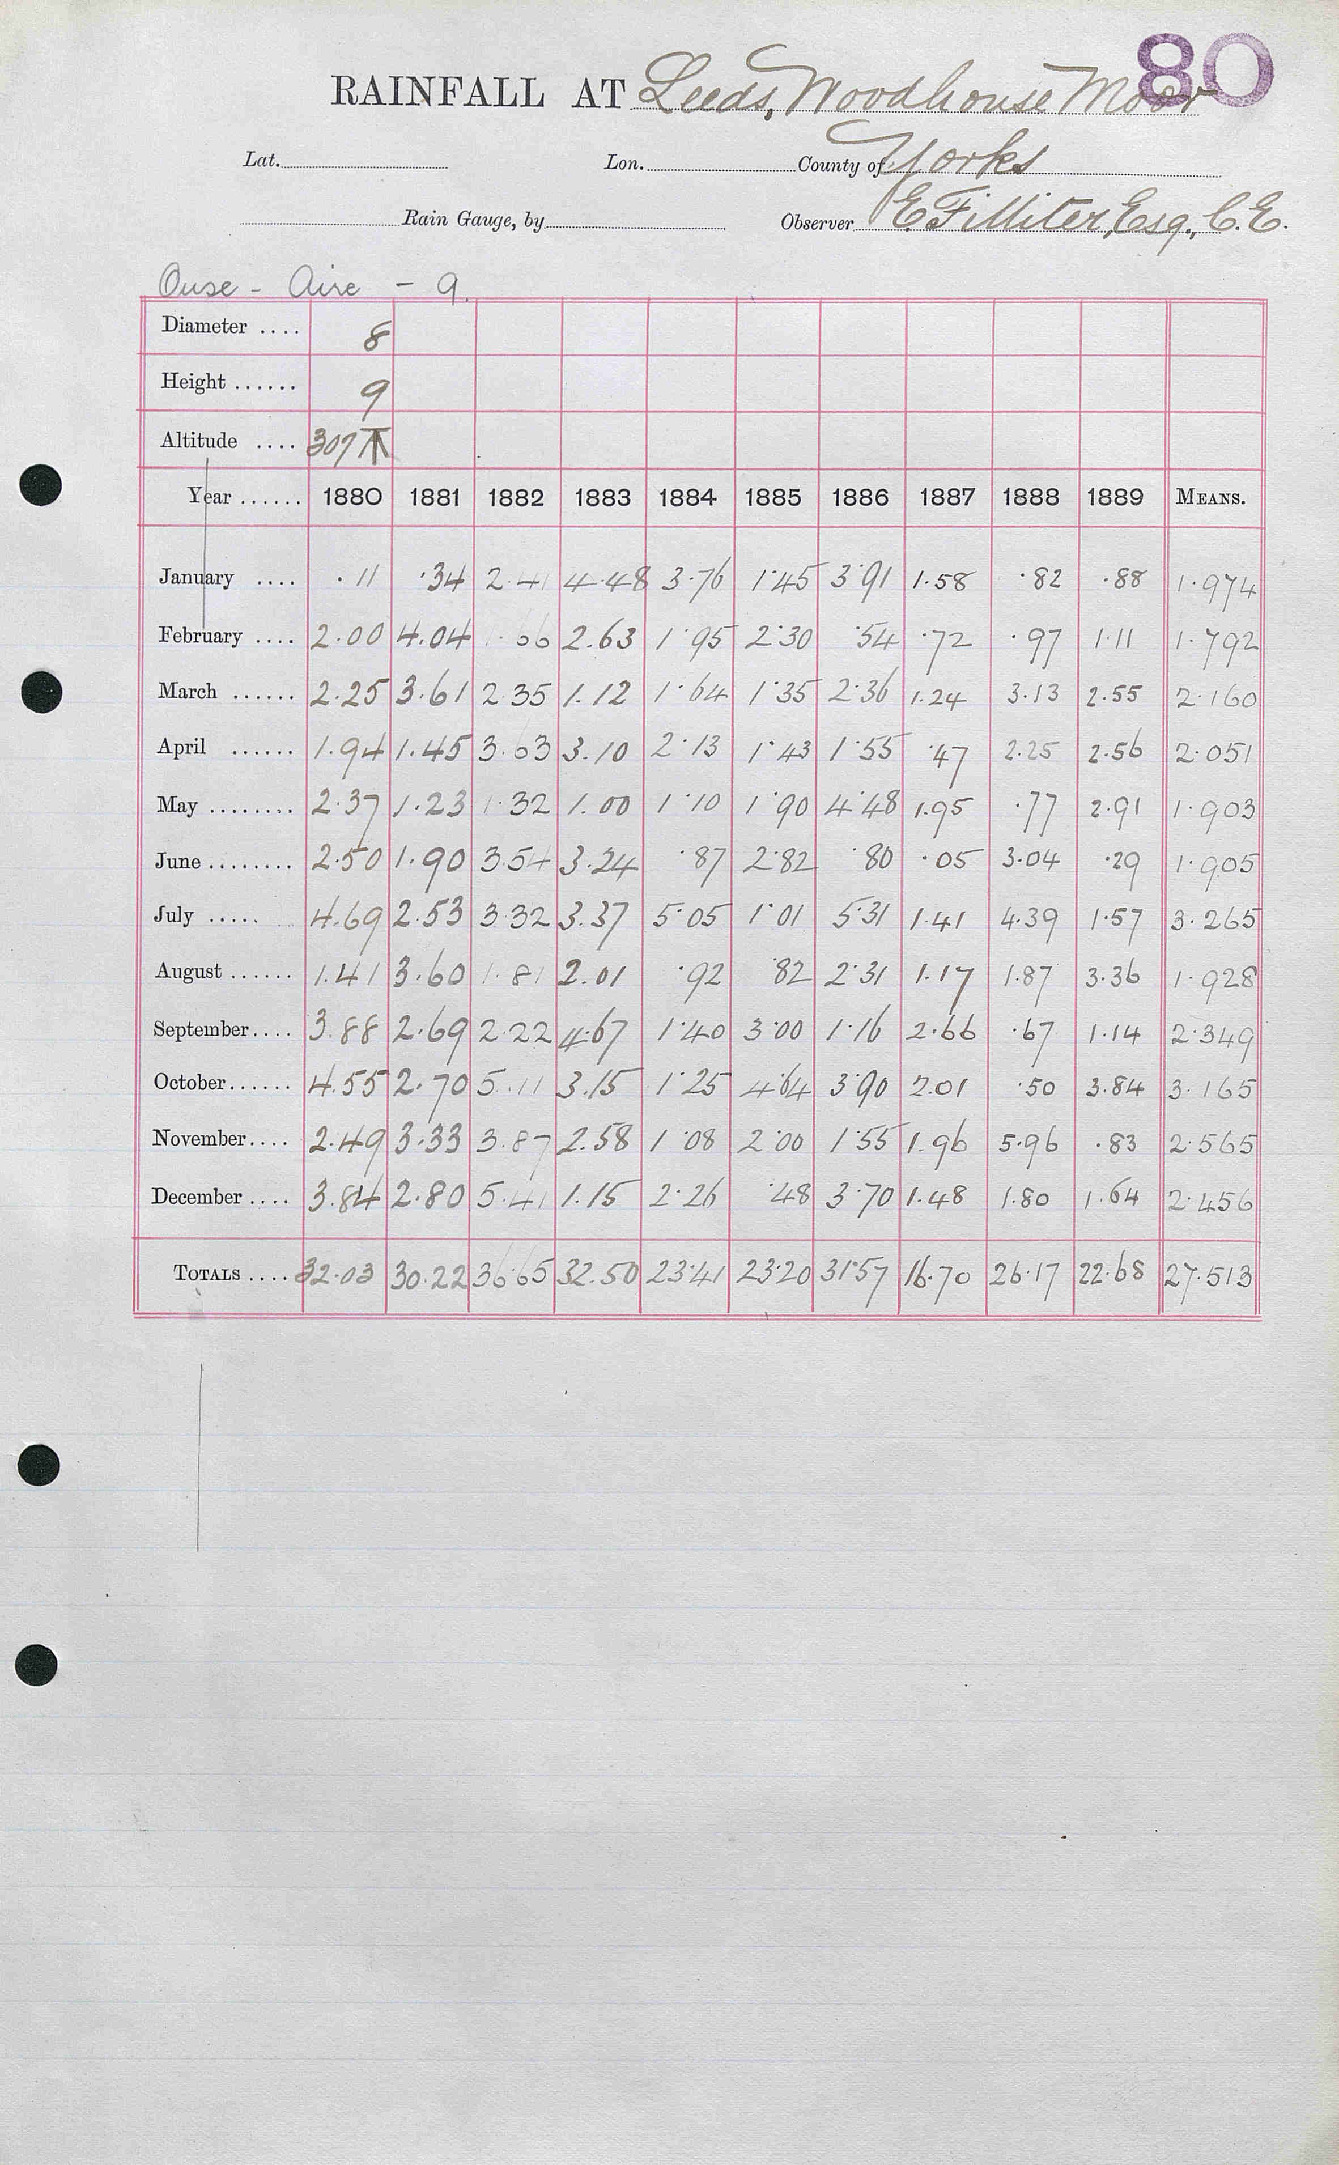 80
RAINFALL AT Leeds, Woodhouse Moor
Lat. Lon. County of Yorks
Rain Gauge, by Observer E Filliter, Esq., C.E.
Ouse - Aire - 9.
Diameter .... 8
Height ...... 9
Altitude .... 307
Year ...... 1880 1881 1882 1883 1884 1885 1886 1887 1888 1889 MEANS.
January .... .11 .34 2.41 4.48 3.76 1.45 3.91 1.58 .82 .88 1.974
February .... 2.00 4.04 1.66 2.63 1.95 2.30 .54 .72 .97 1.11 1.792
March ...... 2.25 3.61 2.35 1.12 1.64 1.35 2.36 1.24 3.13 2.55 2.160
April ...... 1.94 1.45 3.63 3.10 2.13 1.43 1.55 .47 2.25 2.56 2.051
May ........ 2.37 1.23 1.32 1.00 1.10 1.90 4.48 1.95 .77 2.91 1.903
June ........ 2.50 1.90 3.54 3.24 .87 2.82 .80 .05 3.04 .29 1.905
July ..... 4.69 2.53 3.32 3.37 5.05 1.01 5.31 1.41 4.39 1.57 3.265
August ...... 1.41 3.60 1.81 2.01 .92 .82 2.31 1.17 1.87 3.36 1.928
September.... 3.88 2.69 2.22 4.67 1.40 3.00 1.16 2.66 .67 1.14 2.349
October...... 4.55 2.70 5.11 3.15 1.25 4.64 3.90 2.01 .50 3.84 3.165
November.... 2.49 3.33 3.87 2.58 1.08 2.00 1.55 1.96 5.96 .83 2.565
December .... 3.84 2.80 5.41 1.15 2.26 .48 3.70 1.48 1.80 1.64 2.456
TOTALS .... 32.03 30.22 36.65 32.50 23.41 23.20 31.57 16.70 26.17 22.68 27.513